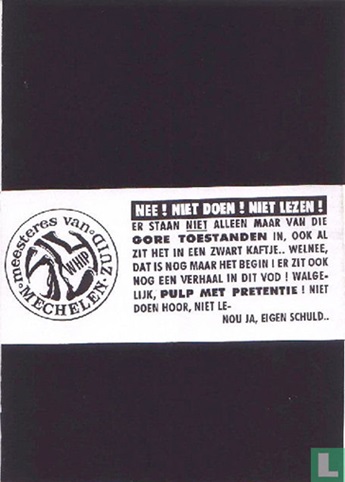 NEE ! NIET DOEN ! NIET LEZEN !
ER STAAN NIET ALLEEN MAAR VAN DIE
GORE TOESTANDEN IN, OOK AL
ZIT HET IN EEN ZWART KAFTJE.. WELNEE,
DAT IS NOG MAAR HET BEGIN ! ER ZIT OOK
NOG EEN VERHAAL IN DIT VOD ! WALGE-
LIJK, PULP MET PRETENTIE ! NIET
DOEN HOOR, NIET LE-
NOU JA, EIGEN SCHULD..
meesteres van ZUID
MECHELEN
WHIP
L